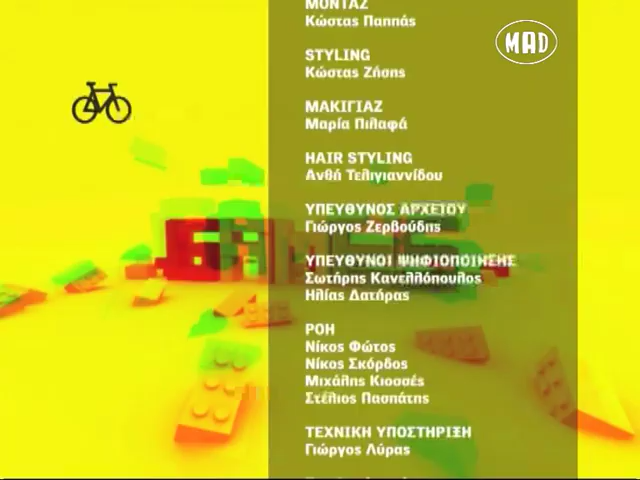 ΜΟΝΤΑΖ
Κώστας Παππάς
MAD
STYLING
Κώστας Ζήσης
ΜΑΚΙΓΙΑΖ
Μαρία Πιλαφά
HAIR STYLING
Ανθή Τελιγιαννίδου
ΥΠΕΥΘΥΝΟΣ ΑΡΧΕΙΟΥ
Γιώργος Ζερβούδης
ΥΠΕΥΘΥΝΟΙ ΨΗΦΙΟΠΟΙΗΣΗΣ
Σωτήρης Κανελλόπουλος
Ηλίας Δατήρας
ΡΟΗ
Νίκος Φώτος
Νίκος Σκόρδος
Μιχάλης Κιοσσές
Στέλιος Πασπάτης
ΤΕΧΝΙΚΗ ΥΠΟΣΤΗΡΙΞΗ
Γιώργος Λύρας